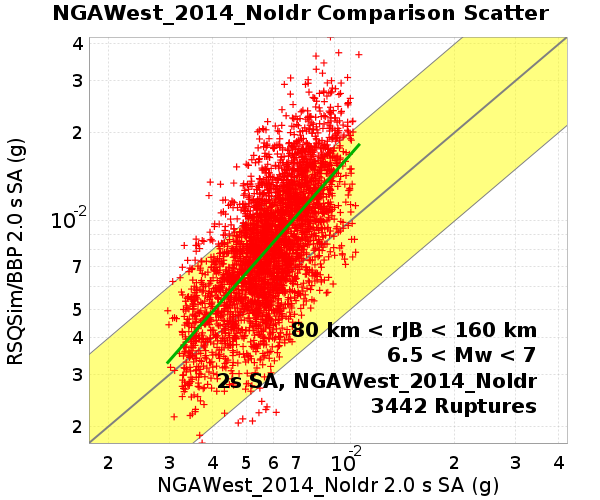 NGAWest_2014_NoIdr Comparison Scatter
4
3
2
10-2
7
5
4
3
2
RSQSim/BBP 2.0 s SA (g)
80 km < rJB < 160 km
6.5 < Mw < 7
2s SA, NGAWest_2014_NoIdr
3442 Ruptures
2 3 4 5 6 7 10-2 2 3 4
NGAWest_2014_NoIdr 2.0 s SA (g)